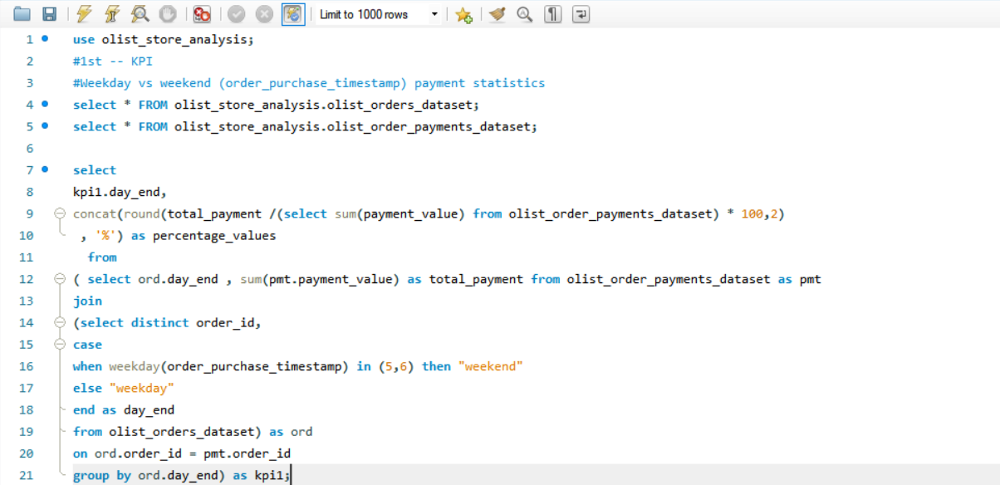 Limit to 1000 rows
1 use olist_store_analysis;
2 #1st -- KPI
3 #Weekday vs weekend (order_purchase_timestamp) payment statistics
4 select * FROM olist_store_analysis.olist_orders_dataset;
5 select * FROM olist_store_analysis.olist_order_payments_dataset;
6
7 select
8 kpi1.day_end,
9 concat(round(total_payment /(select sum(payment_value) from olist_order_payments_dataset) * 100,2)
10 , '%') as percentage_values
11 from
12 ( select ord.day_end , sum(pmt.payment_value) as total_payment from olist_order_payments_dataset as pmt
13 join
14 (select distinct order_id,
15 case
16 when weekday(order_purchase_timestamp) in (5,6) then "weekend"
17 else "weekday"
18 end as day_end
19 from olist_orders_dataset) as ord
20 on ord.order_id = pmt.order_id
21 group by ord.day_end) as kpi1;